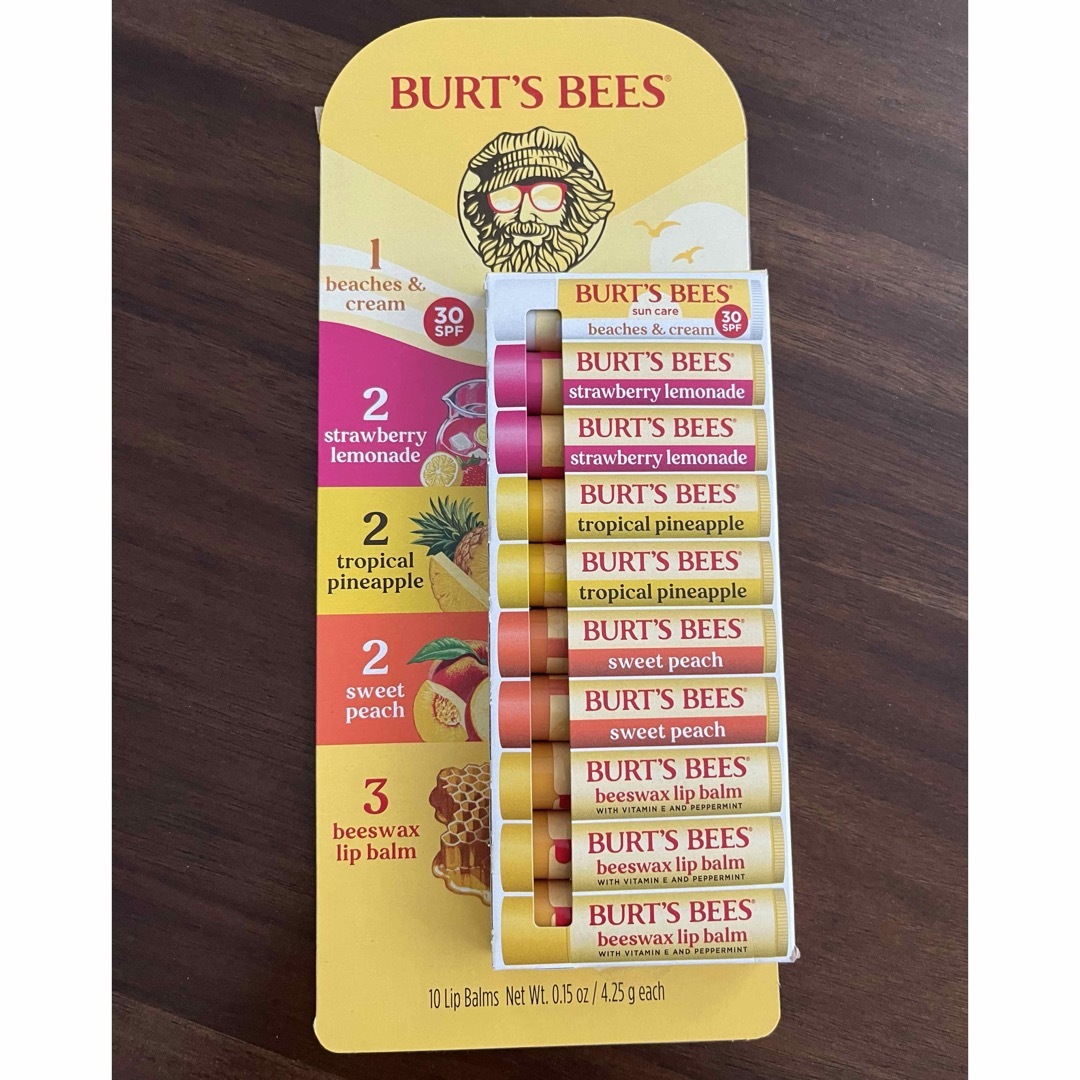 BURT'S BEES®
1
beaches &
cream
30
SPF
2
strawberry
lemonade
2
tropical
pineapple
2
sweet
peach
3
beeswax
lip balm
BURT'S BEES®
sun care
beaches & cream
30
SPF
BURT'S BEES®
strawberry lemonade
BURT'S BEES®
strawberry lemonade
BURT'S BEES®
tropical pineapple
BURT'S BEES®
tropical pineapple
BURT'S BEES®
sweet peach
BURT'S BEES®
sweet peach
BURT'S BEES®
beeswax lip balm
WITH VITAMIN E AND PEPPERMINT
BURT'S BEES®
beeswax lip balm
WITH VITAMIN E AND PEPPERMINT
BURT'S BEES®
beeswax lip balm
WITH VITAMIN E AND PEPPERMINT
10 Lip Balms Net Wt. 0.15 oz / 4.25 g each